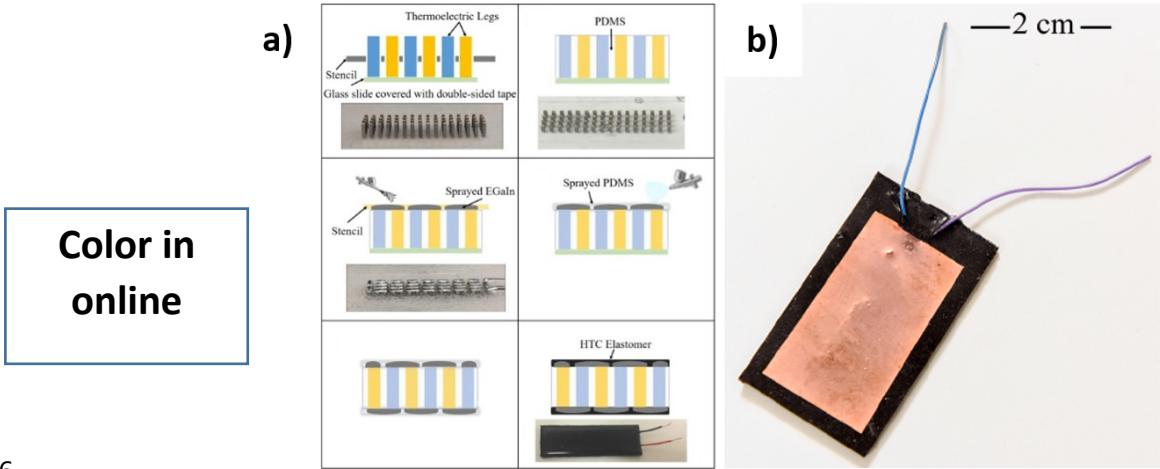 Color in
online
a)
Thermoelectric Legs
Stencil
Glass slide covered with double-sided tape
PDMS
Sprayed EGaIn
Stencil
Sprayed PDMS
HTC Elastomer
b)
2 cm